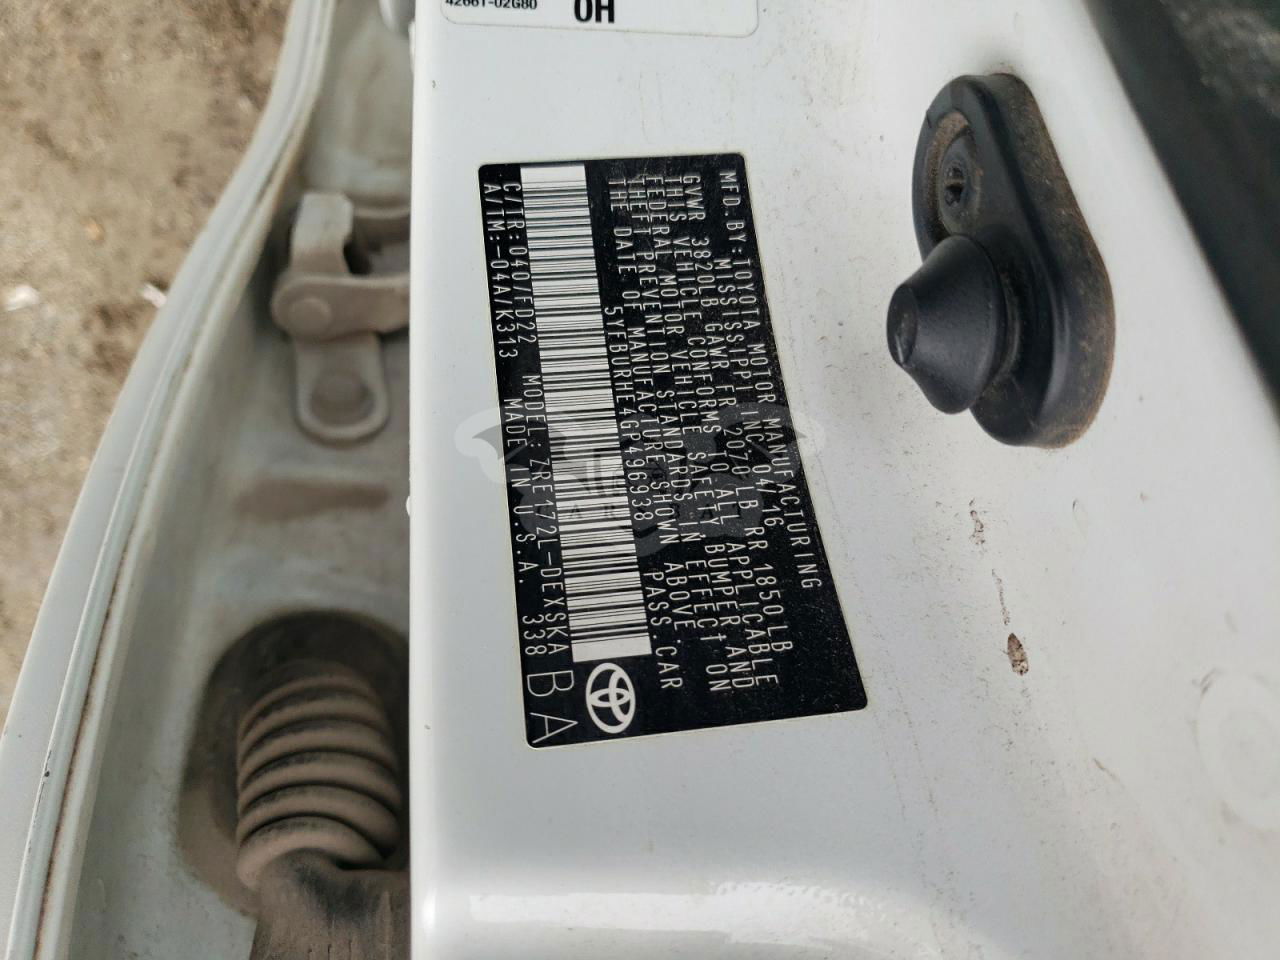 42661-02G80
0H
MFD.BY:TOYOTA MOTOR MANUFACTURING
MISSISSIPPI INC 04/16
GVWR 3820LB GAWR FR 2070LB RR 1850LB
THIS VEHICLE CONFORMS TO ALL APPLICABLE
FEDERAL MOTOR VEHICLE SAFETY,BUMPER,AND
THEFT PREVENTION STANDARDS IN EFFECT ON
THE DATE OF MANUFACTURE SHOWN ABOVE.
5YFBURHE4GP496938 PASS.CAR
C/TR:040/FD22 MODEL:ZRE172L-DEXSKA
A/TM:-04A/K313 MADE IN U.S.A. 338
BA